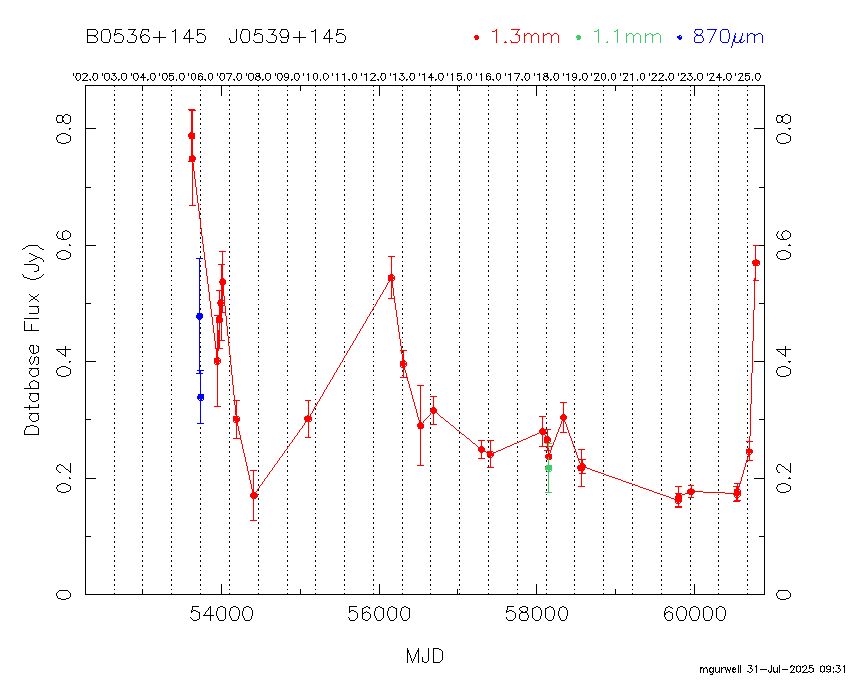 B0536+145 J0539+145 1.3mm 1.1mm 870μm
'02.0 '03.0 '04.0 '05.0 '06.0 '07.0 '08.0 '09.0 '10.0 '11.0 '12.0 '13.0 '14.0 '15.0 '16.0 '17.0 '18.0 '19.0 '20.0 '21.0 '22.0 '23.0 '24.0 '25.0
0.8 0.8
0.6 0.6
Database Flux (Jy)
0.4 0.4
0.2 0.2
0 0
54000 56000 58000 60000
MJD
mgurwell 31-Jul-2025 09:31